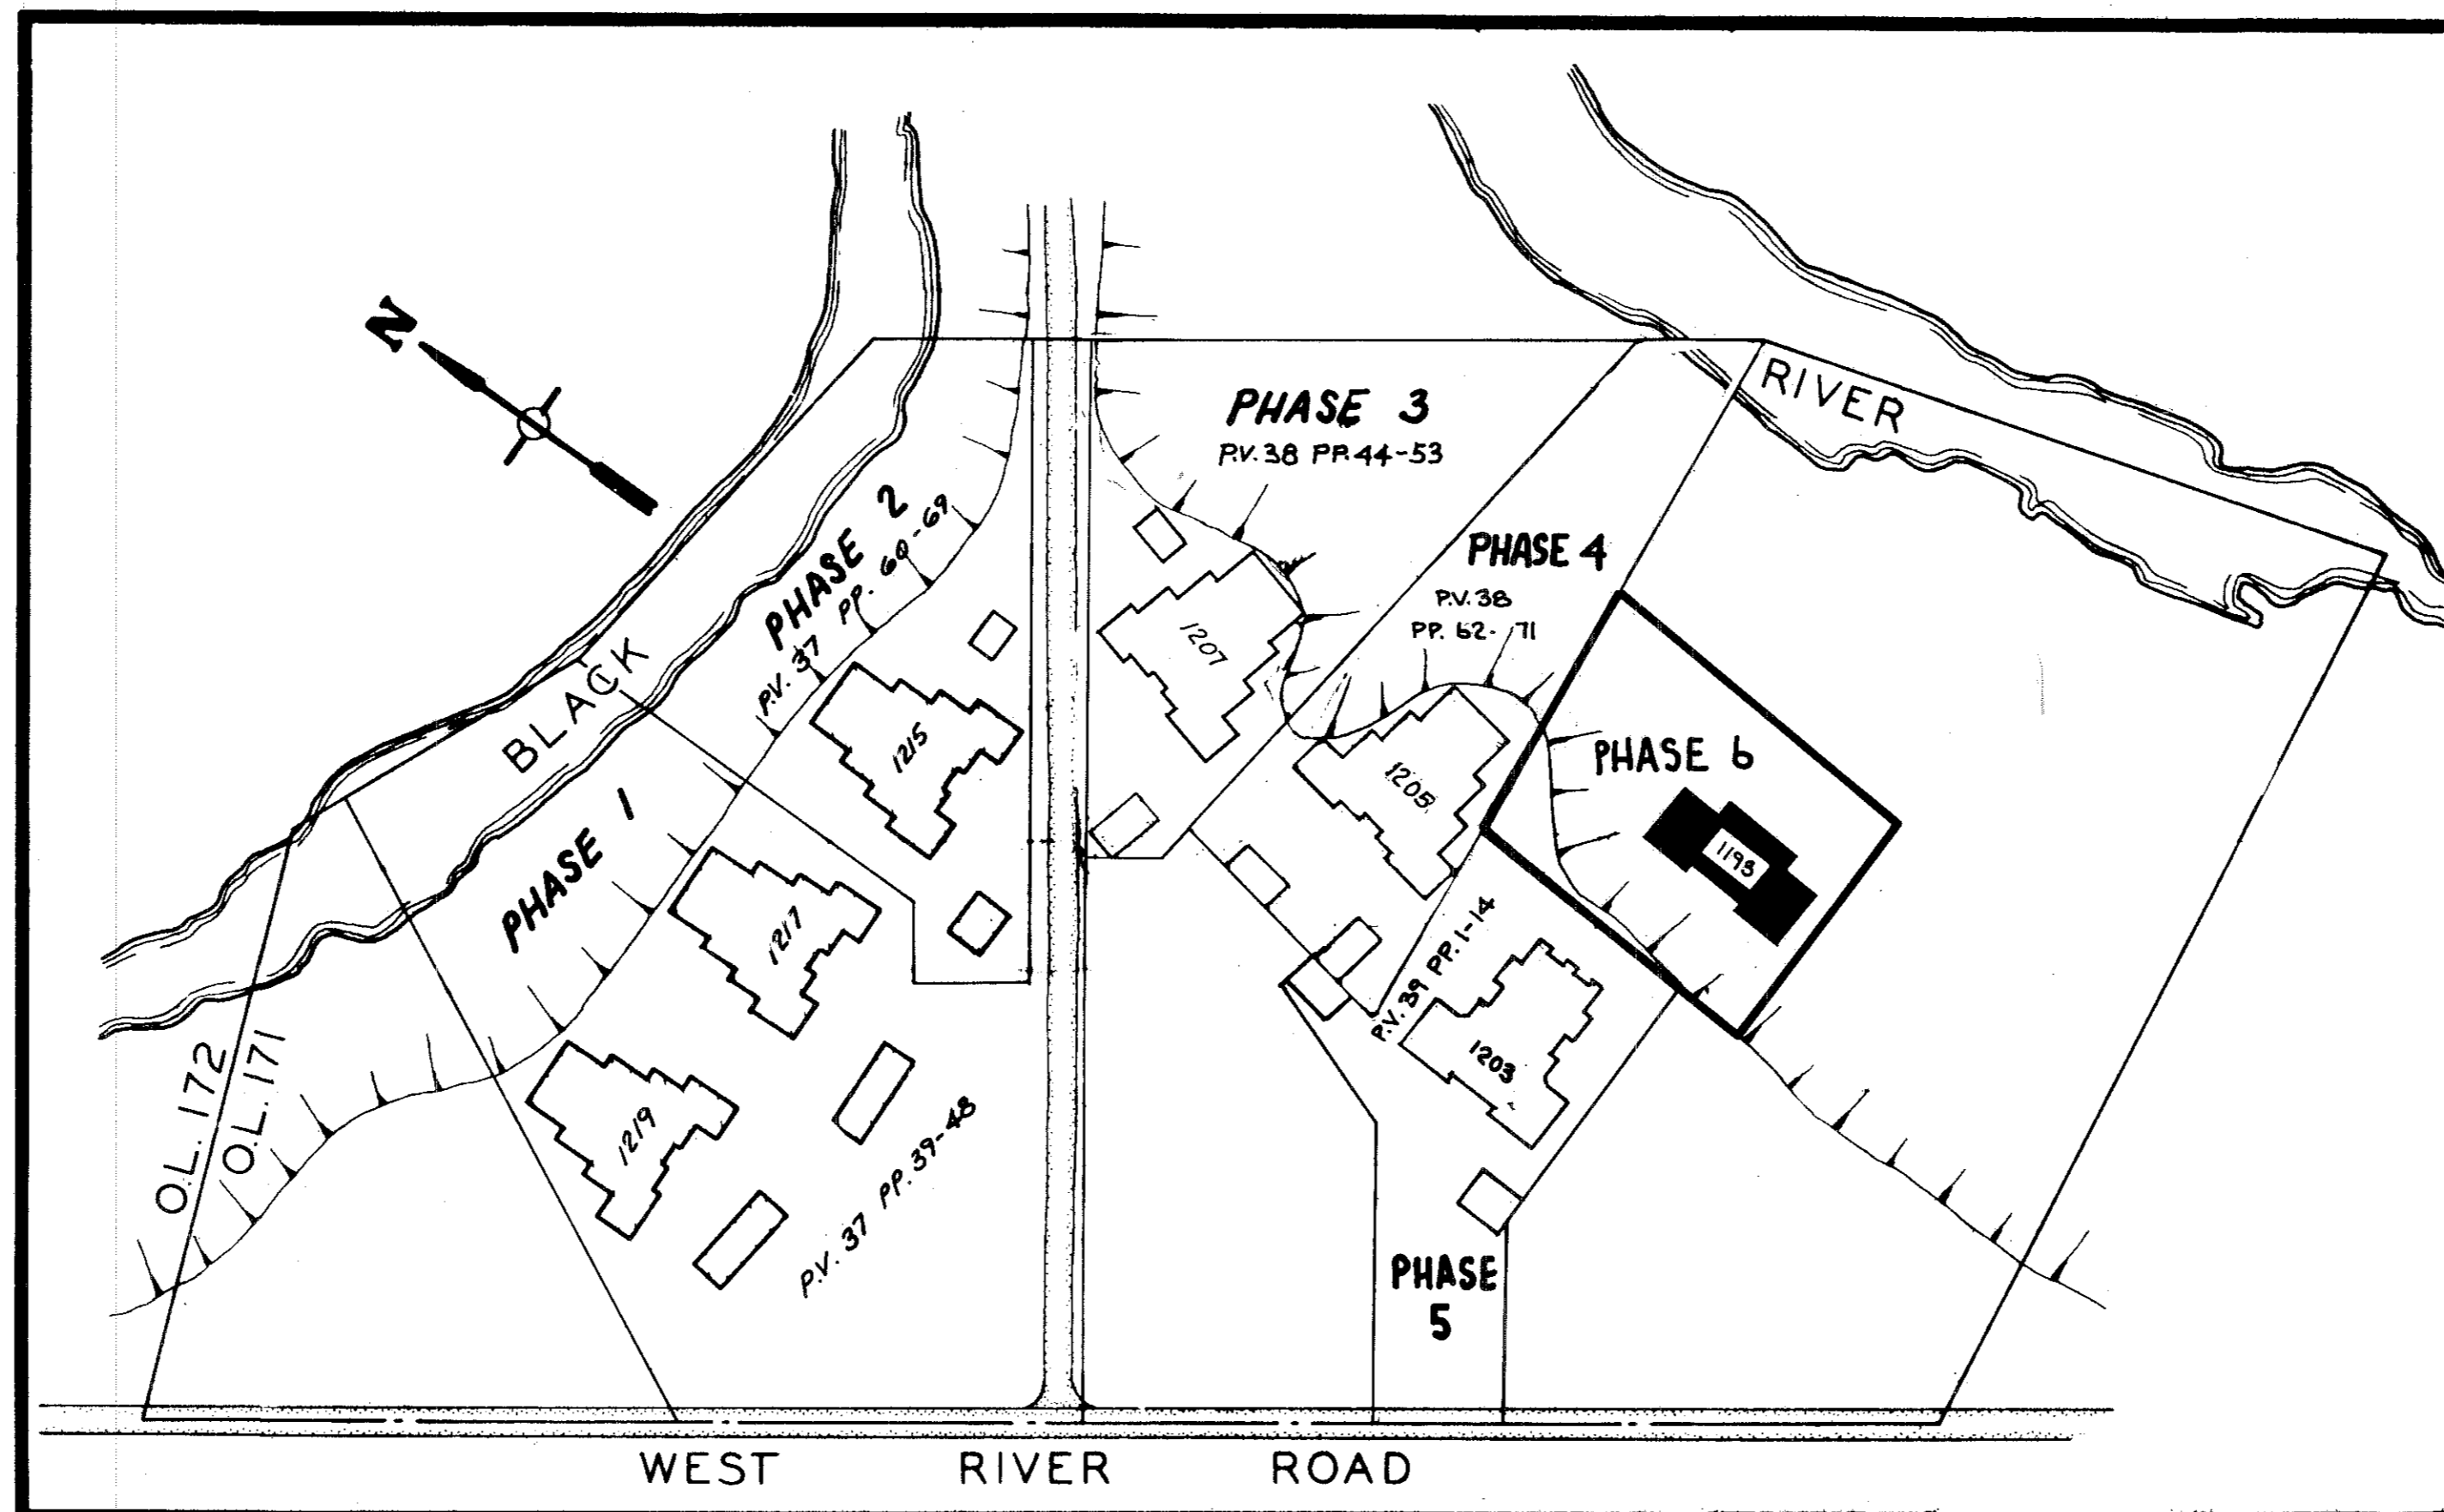 N
PHASE 3
P.V. 38 PP. 44-53
RIVER
PHASE 2
P.V. 37 PP. 60-69
PHASE 4
P.V. 38
PP. 62-71
1207
BLACK
1215
PHASE 1
1205
PHASE 6
1193
1217
P.V. 39 PP. 1-14
1203
O.L. 172
O.L. 171
1219
P.V. 37 PP. 39-48
PHASE
5
WEST RIVER ROAD